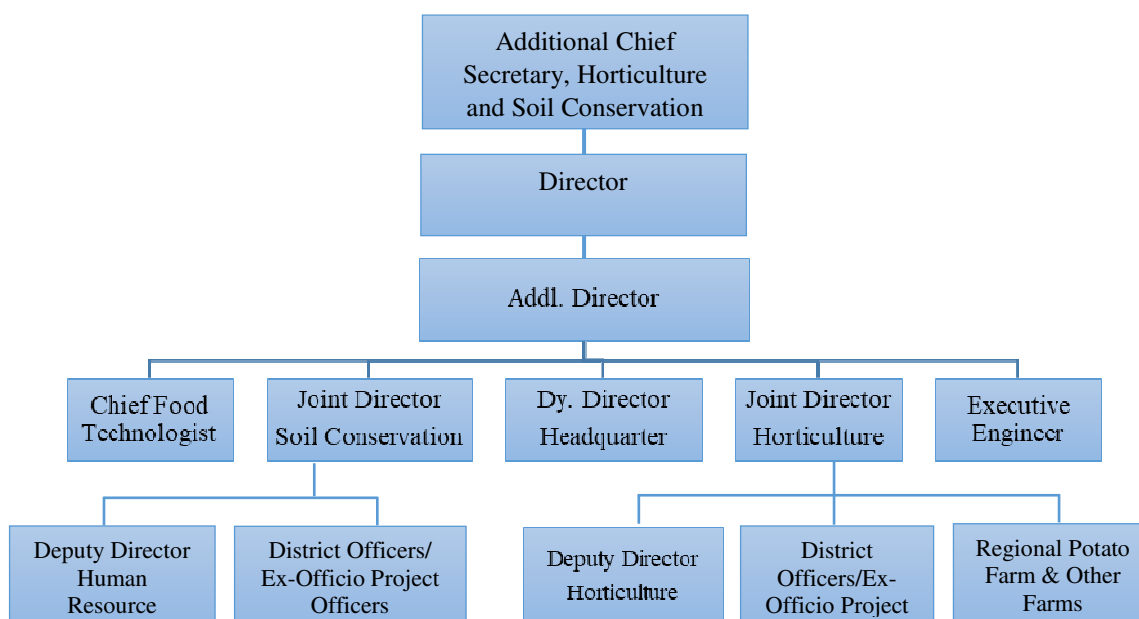 Additional Chief
Secretary, Horticulture
and Soil Conservation
Director
Addl. Director
Chief Food
Technologist
Joint Director
Soil Conservation
Dy. Director
Headquarter
Joint Director
Horticulture
Executive
Engineer
Deputy Director
Human
Resource
District Officers/
Ex-Officio Project
Officers
Deputy Director
Horticulture
District
Officers/Ex-
Officio Project
Regional Potato
Farm & Other
Farms